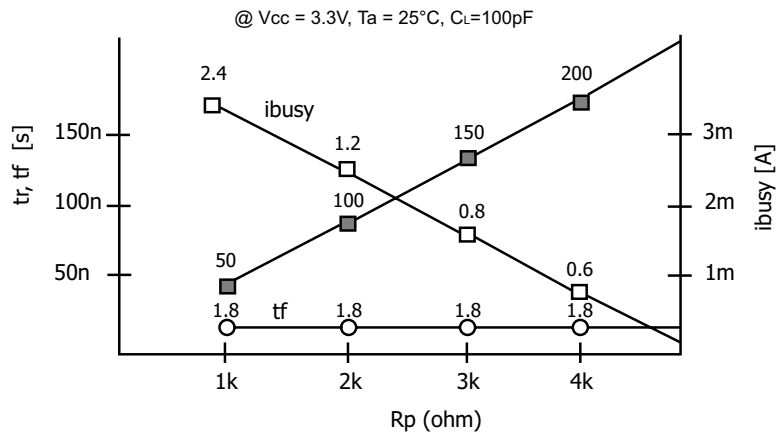 @ Vcc = 3.3V, Ta = 25°C, CL=100pF
2.4
ibusy
200
150n
150
3m
1.2
tr, tf [s]
ibusy [A]
100n
100
0.8
2m
50n
50
0.6
1m
1.8
tf
1.8
1.8
1.8
1k
2k
3k
4k
Rp (ohm)